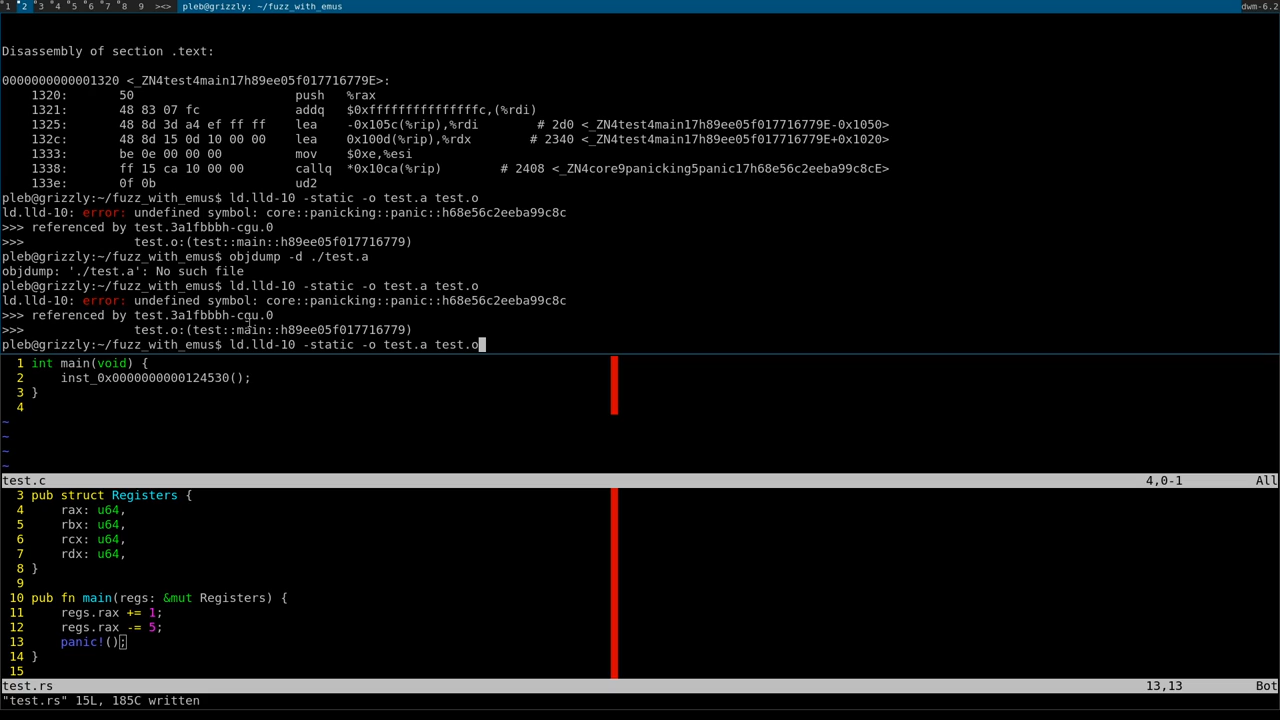 1 2 3 4 5 6 7 8 9 ><> pleb@grizzly: ~/fuzz_with_emus dwm-6.2
Disassembly of section .text:
0000000000001320 <_ZN4test4main17h89ee05f017716779E>:
    1320:       50                      push   %rax
    1321:       48 83 07 fc             addq   $0xfffffffffffffffc,(%rdi)
    1325:       48 8d 3d a4 ef ff ff    lea    -0x105c(%rip),%rdi        # 2d0 <_ZN4test4main17h89ee05f017716779E-0x1050>
    132c:       48 8d 15 0d 10 00 00    lea    0x100d(%rip),%rdx        # 2340 <_ZN4test4main17h89ee05f017716779E+0x1020>
    1333:       be 0e 00 00 00          mov    $0xe,%esi
    1338:       ff 15 ca 10 00 00       callq  *0x10ca(%rip)        # 2408 <_ZN4core9panicking5panic17h68e56c2eeba99c8cE>
    133e:       0f 0b                   ud2
pleb@grizzly:~/fuzz_with_emus$ ld.lld-10 -static -o test.a test.o
ld.lld-10: error: undefined symbol: core::panicking::panic::h68e56c2eeba99c8c
>>> referenced by test.3a1fbbbh-cgu.0
>>>               test.o:(test::main::h89ee05f017716779)
pleb@grizzly:~/fuzz_with_emus$ objdump -d ./test.a
objdump: './test.a': No such file
pleb@grizzly:~/fuzz_with_emus$ ld.lld-10 -static -o test.a test.o
ld.lld-10: error: undefined symbol: core::panicking::panic::h68e56c2eeba99c8c
>>> referenced by test.3a1fbbbh-cgu.0
>>>               test.o:(test::main::h89ee05f017716779)
pleb@grizzly:~/fuzz_with_emus$ ld.lld-10 -static -o test.a test.o
1 int main(void) {
2     inst_0x0000000000124530();
3 }
4
~
~
~
~
test.c 4,0-1 All
3 pub struct Registers {
4     rax: u64,
5     rbx: u64,
6     rcx: u64,
7     rdx: u64,
8 }
9
10 pub fn main(regs: &mut Registers) {
11     regs.rax += 1;
12     regs.rax -= 5;
13     panic!();
14 }
15
test.rs 13,13 Bot
"test.rs" 15L, 185C written